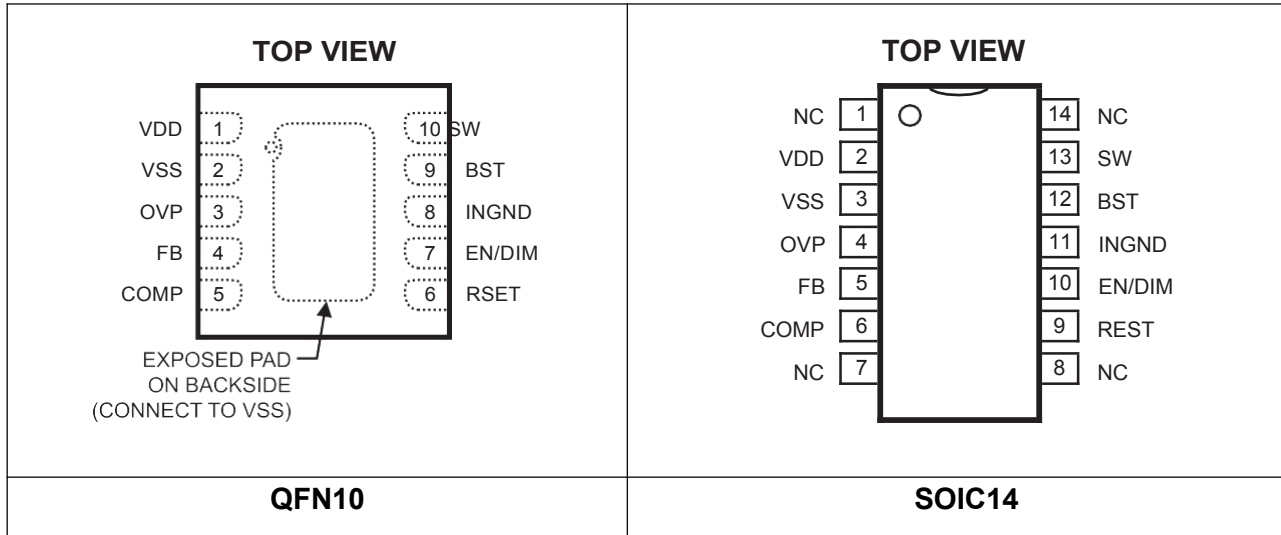 TOP VIEW
VDD 1
10 SW
VSS 2
9 BST
OVP 3
8 INGND
FB 4
7 EN/DIM
COMP 5
6 RSET
EXPOSED PAD
ON BACKSIDE
(CONNECT TO VSS)
QFN10
TOP VIEW
NC 1
14 NC
VDD 2
13 SW
VSS 3
12 BST
OVP 4
11 INGND
FB 5
10 EN/DIM
COMP 6
9 REST
NC 7
8 NC
SOIC14